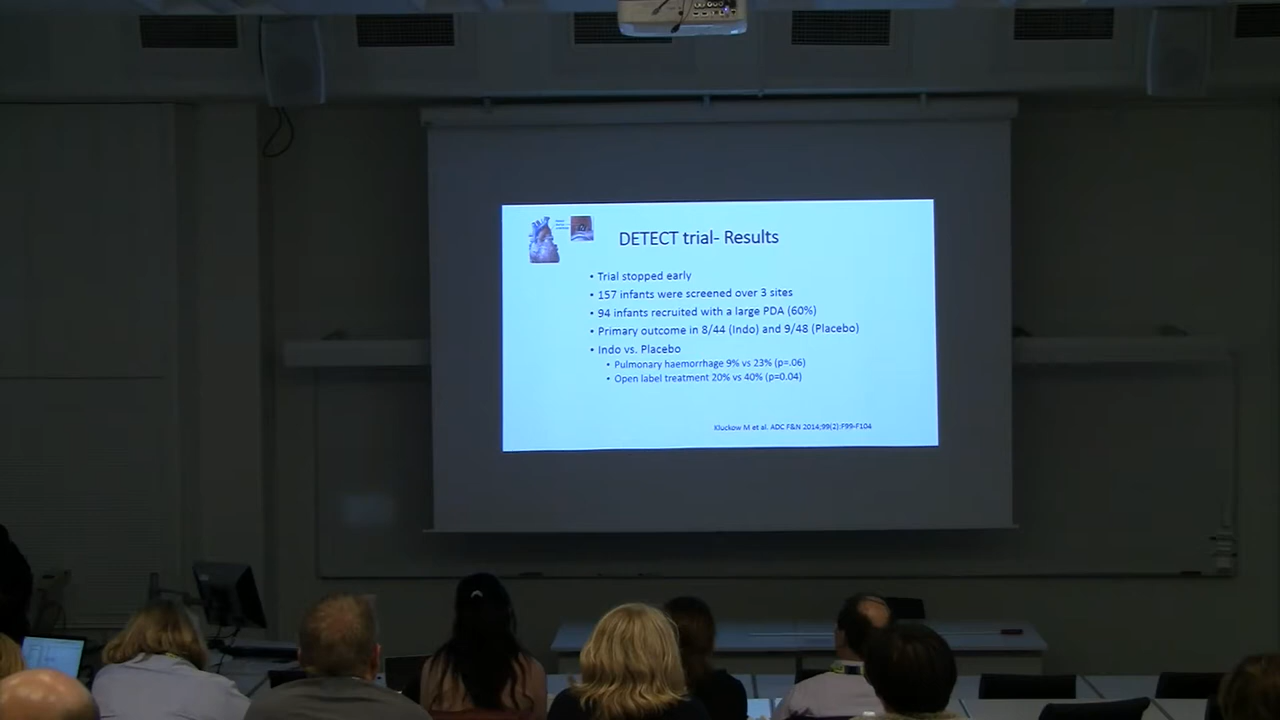 DETECT trial- Results
• Trial stopped early
• 157 infants were screened over 3 sites
• 94 infants recruited with a large PDA (60%)
• Primary outcome in 8/44 (Indo) and 9/48 (Placebo)
• Indo vs. Placebo
• Pulmonary haemorrhage 9% vs 23% (p=.06)
• Open label treatment 20% vs 40% (p=0.04)
Kluckow M et al. ADC F&N 2014;99(2):F99-F104